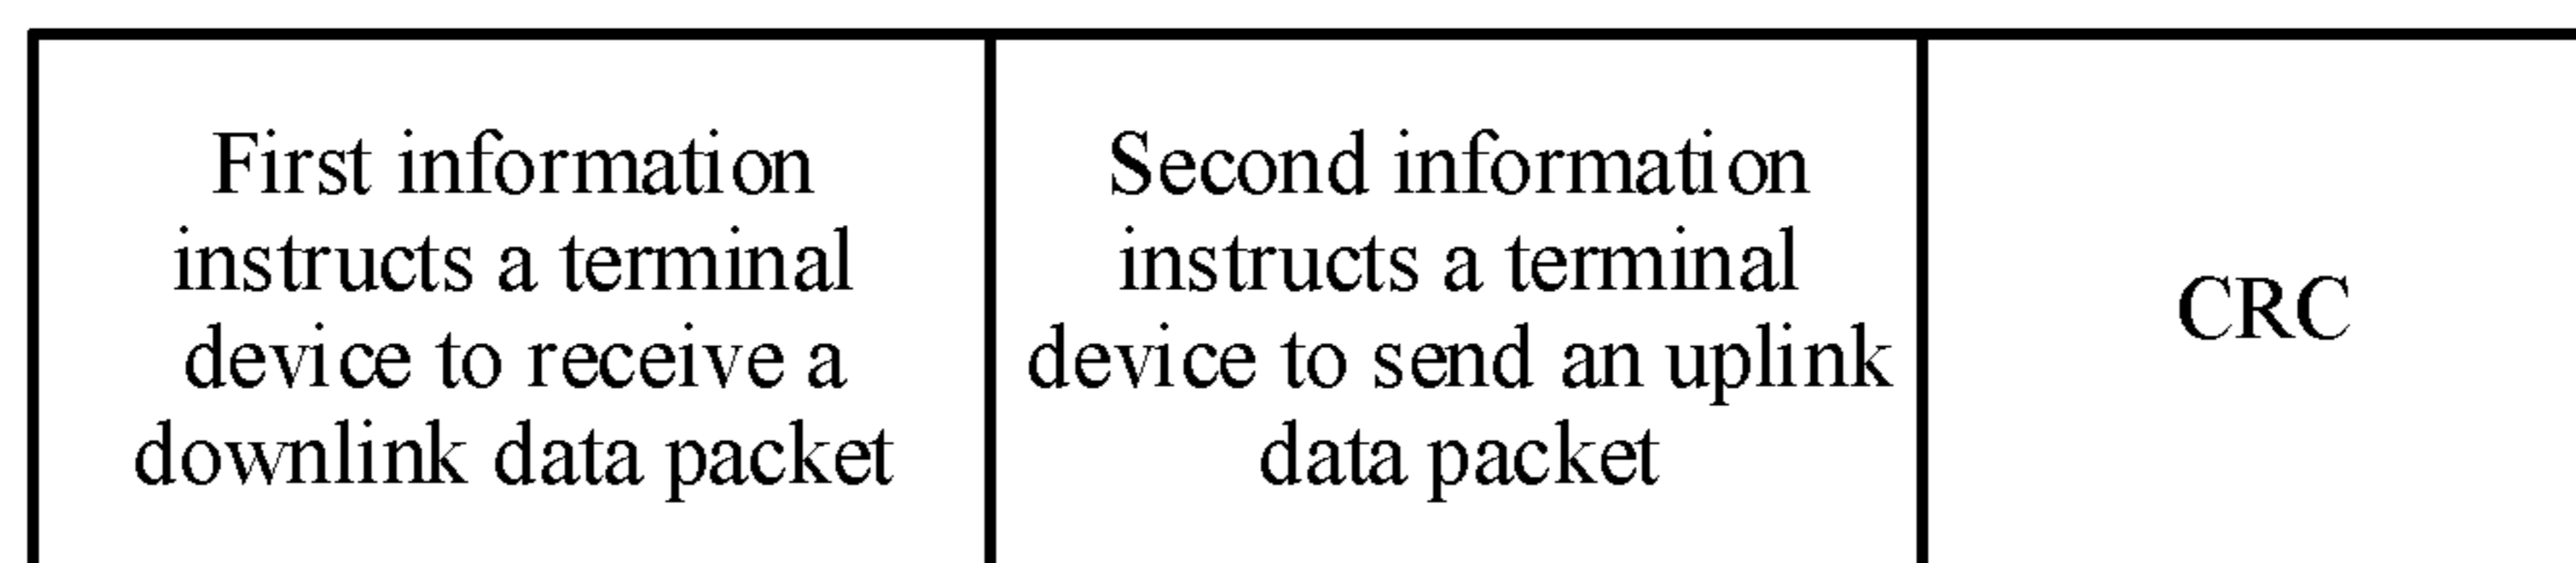 First information
instructs a terminal
device to receive a
downlink data packet
Second information
instructs a terminal
device to send an uplink
data packet
CRC